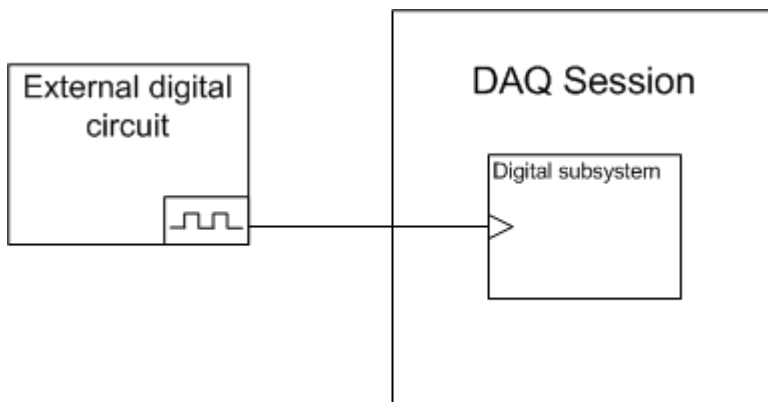 External digital
circuit
DAQ Session
Digital subsystem